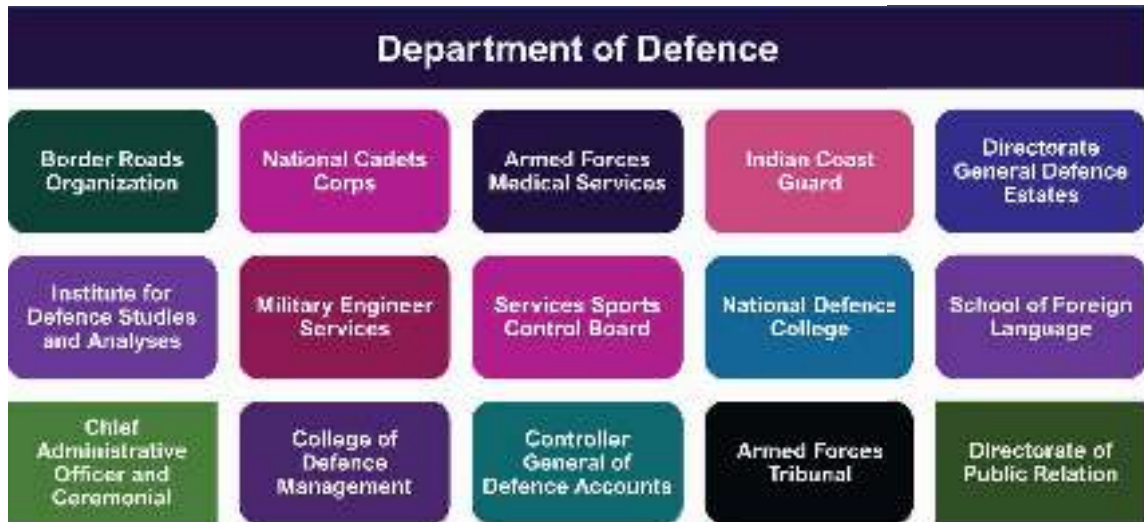 Department of Defence
Border Roads
Organization
National Cadets
Corps
Armed Forces
Medical Services
Indian Coast
Guard
Directorate
General Defence
Estates
Institute for
Defence Studies
and Analyses
Military Engineer
Services
Services Sports
Control Board
National Defence
College
School of Foreign
Language
Chief
Administrative
Officer and
Ceremonial
College of
Defence
Management
Controller
General of
Defence Accounts
Armed Forces
Tribunal
Directorate of
Public Relation